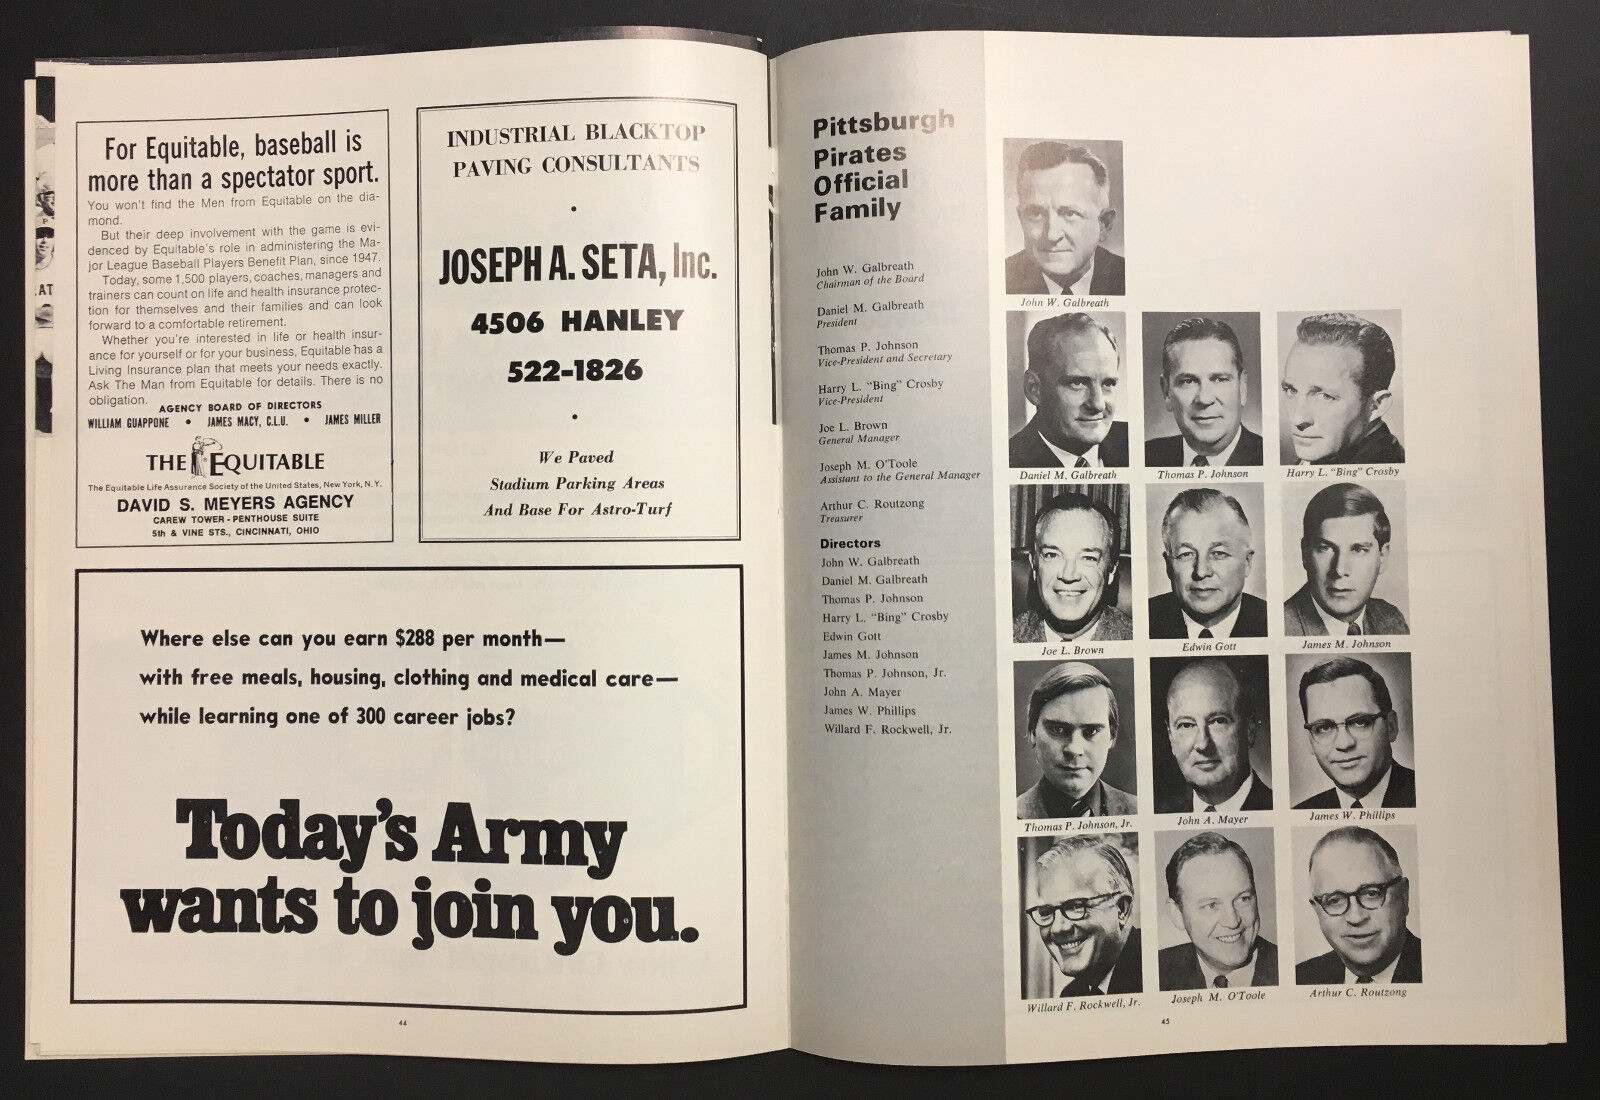 For Equitable, baseball is
more than a spectator sport.
You won't find the Men from Equitable on the dia-
mond.
But their deep involvement with the game is evi-
denced by Equitable's role in administering the Ma-
jor League Baseball Players Benefit Plan, since 1947.
Today, some 1,500 players, coaches, managers and
trainers can count on life and health insurance protec-
tion for themselves and their families and can look
forward to a comfortable retirement.
Whether you're interested in life or health insur-
ance for yourself or for your business, Equitable has a
Living Insurance plan that meets your needs exactly.
Ask The Man from Equitable for details. There is no
obligation.
AGENCY BOARD OF DIRECTORS
WILLIAM GUAPPONE • JAMES MACY, C.L.U. • JAMES MILLER
THE EQUITABLE
The Equitable Life Assurance Society of the United States, New York, N.Y.
DAVID S. MEYERS AGENCY
CAREW TOWER - PENTHOUSE SUITE
5th & VINE STS., CINCINNATI, OHIO
INDUSTRIAL BLACKTOP
PAVING CONSULTANTS
•
JOSEPH A. SETA, Inc.
4506 HANLEY
522-1826
•
We Paved
Stadium Parking Areas
And Base For Astro-Turf
Where else can you earn $288 per month—
with free meals, housing, clothing and medical care—
while learning one of 300 career jobs?
Today's Army
wants to join you.
44
Pittsburgh
Pirates
Official
Family
John W. Galbreath
Chairman of the Board
Daniel M. Galbreath
President
Thomas P. Johnson
Vice-President and Secretary
Harry L. "Bing" Crosby
Vice-President
Joe L. Brown
General Manager
Joseph M. O'Toole
Assistant to the General Manager
Arthur C. Routzong
Treasurer
Directors
John W. Galbreath
Daniel M. Galbreath
Thomas P. Johnson
Harry L. "Bing" Crosby
Edwin Gott
James M. Johnson
Thomas P. Johnson, Jr.
John A. Mayer
James W. Phillips
Willard F. Rockwell, Jr.
John W. Galbreath
Daniel M. Galbreath
Thomas P. Johnson
Harry L. "Bing" Crosby
Joe L. Brown
Edwin Gott
James M. Johnson
Thomas P. Johnson, Jr.
John A. Mayer
James W. Phillips
Willard F. Rockwell, Jr.
Joseph M. O'Toole
Arthur C. Routzong
45